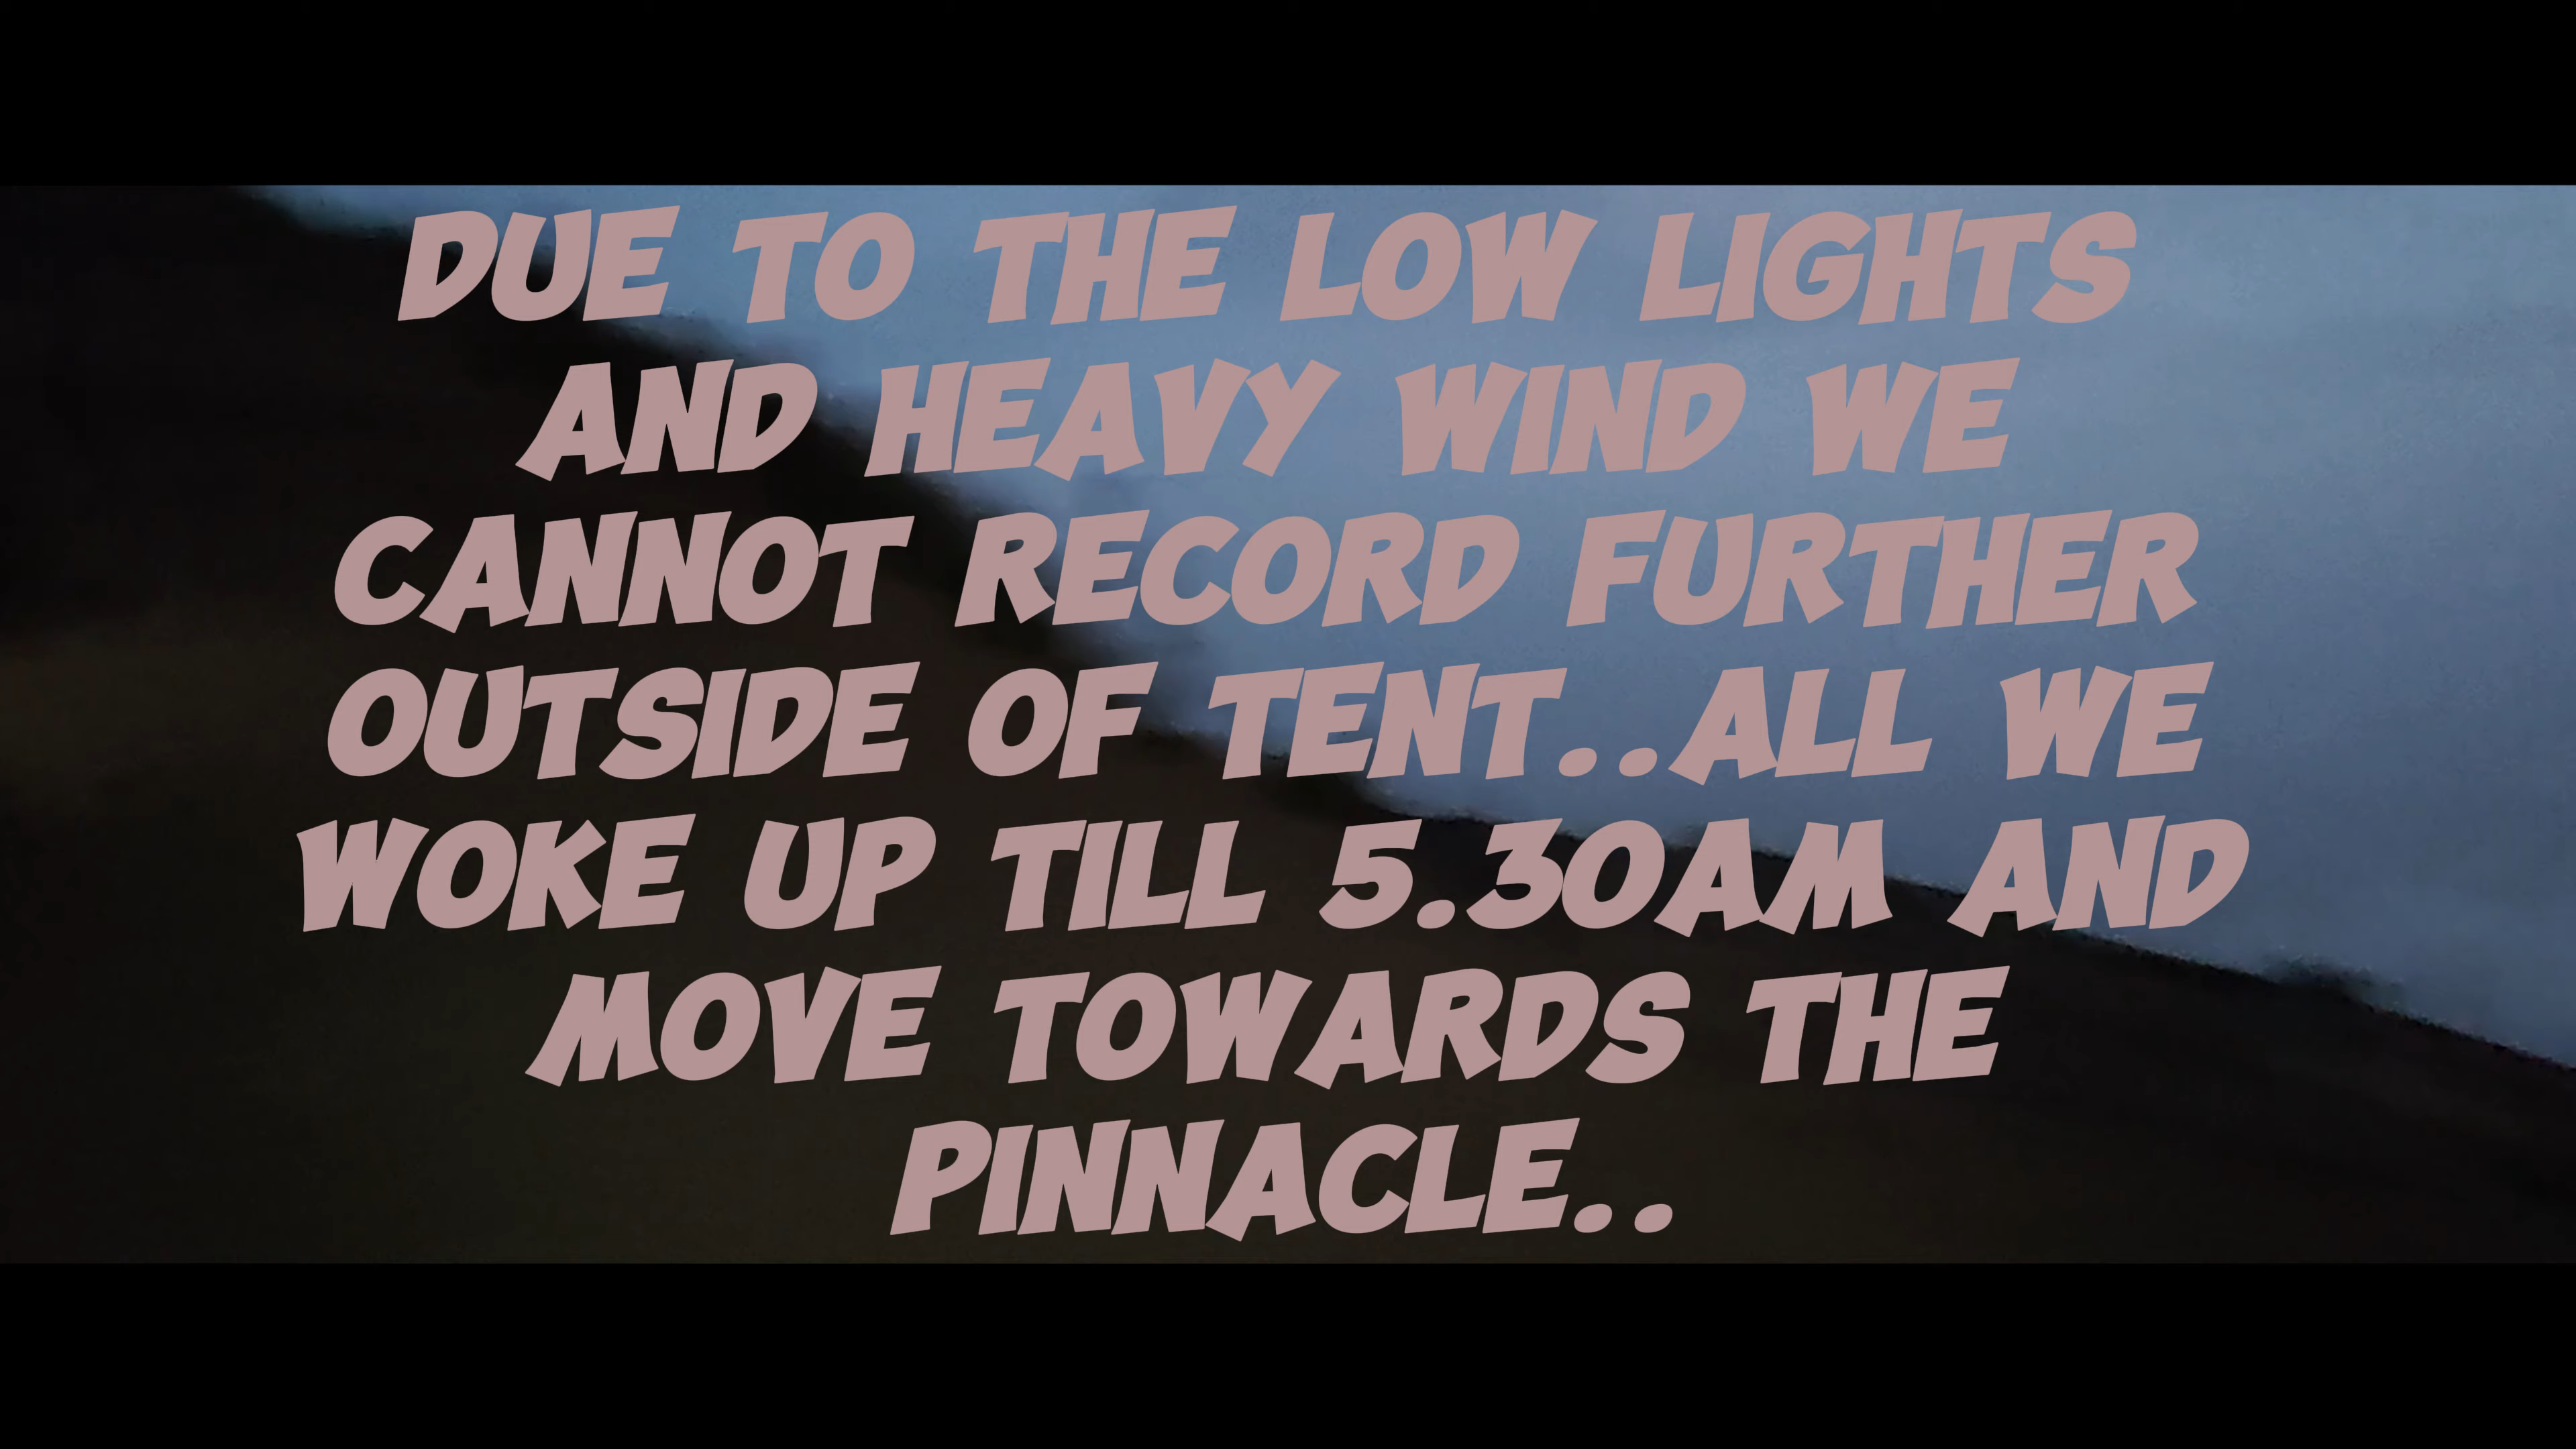 DUE TO THE LOW LIGHTS
AND HEAVY WIND WE
CANNOT RECORD FURTHER
OUTSIDE OF TENT..ALL WE
WOKE UP TILL 5.30AM AND
MOVE TOWARDS THE
PINNACLE..